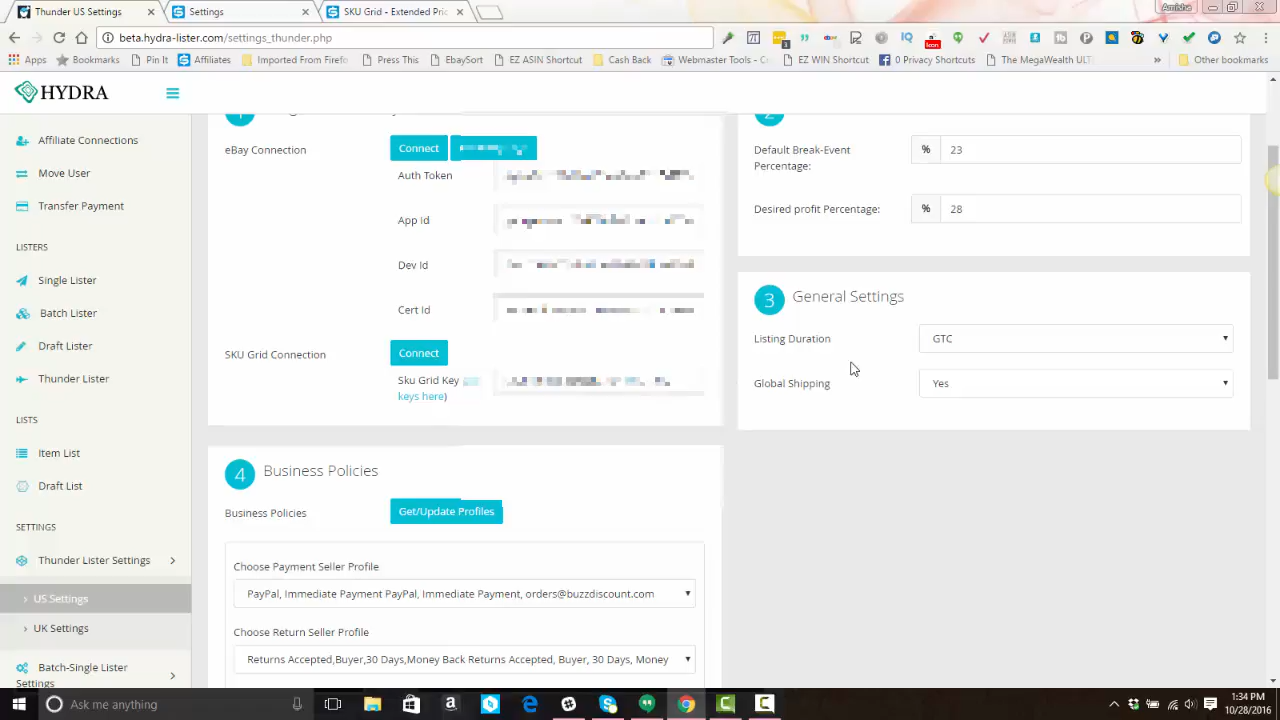 Thunder US Settings
Settings
SKU Grid - Extended Pric
Amisha
beta.hydra-lister.com/settings_thunder.php
Apps
Bookmarks
Pin It
Affiliates
Imported From Firefo
Press This
EbaySort
EZ ASIN Shortcut
Cash Back
Webmaster Tools - Ce
EZ WIN Shortcut
0 Privacy Shortcuts
The MegaWealth ULT
Other bookmarks
HYDRA
Affiliate Connections
Move User
Transfer Payment
LISTERS
Single Lister
Batch Lister
Draft Lister
Thunder Lister
LISTS
Item List
Draft List
SETTINGS
Thunder Lister Settings
US Settings
UK Settings
Batch-Single Lister
Settings
eBay Connection
Connect
Auth Token
App Id
Dev Id
Cert Id
SKU Grid Connection
Connect
Sku Grid Key
keys here)
2
Default Break-Event
Percentage:
% 23
Desired profit Percentage:
% 28
3 General Settings
Listing Duration
GTC
Global Shipping
Yes
4 Business Policies
Business Policies
Get/Update Profiles
Choose Payment Seller Profile
PayPal, Immediate Payment PayPal, Immediate Payment, orders@buzzdiscount.com
Choose Return Seller Profile
Returns Accepted,Buyer,30 Days,Money Back Returns Accepted, Buyer, 30 Days, Money
Ask me anything
1:34 PM
10/28/2016